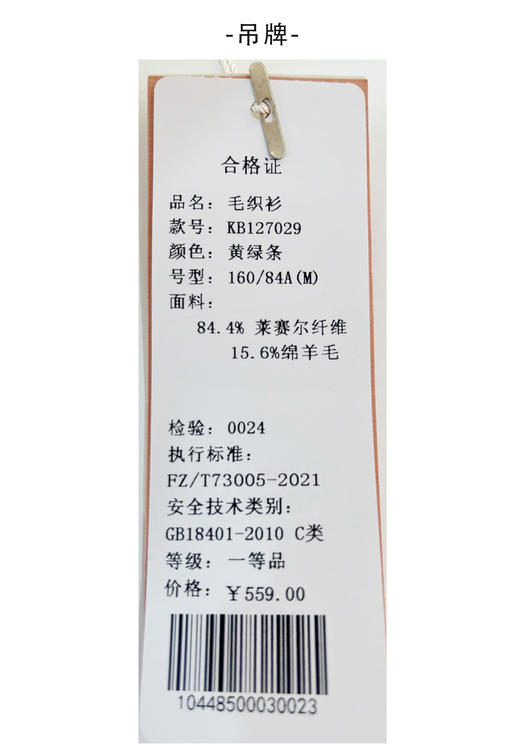 -吊牌-
合格证
品名：毛织衫
款号：KB127029
颜色：黄绿条
号型：160/84A(M)
面料：
84.4% 莱赛尔纤维
15.6%绵羊毛
检验：0024
执行标准：
FZ/T73005-2021
安全技术类别：
GB18401-2010 C类
等级：一等品
价格：￥559.00
10448500030023